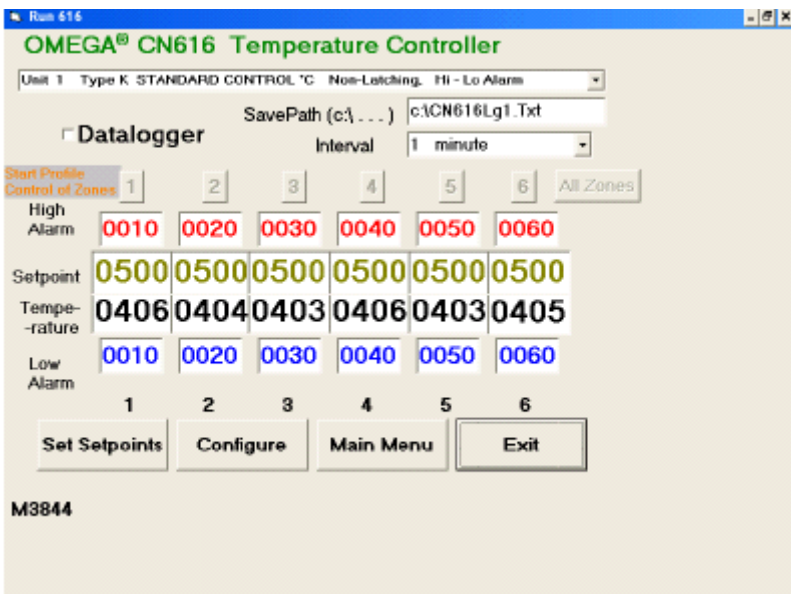 Run 616
OMEGA® CN616 Temperature Controller
Unit 1 Type K STANDARD CONTROL °C Non-Latching, Hi - Lo Alarm
SavePath (c:\ . . . ) c:\CN616Lg1.Txt
Datalogger
Interval 1 minute
Start Profile
Control of Zones 1 2 3 4 5 6 All Zones
High
Alarm 0010 0020 0030 0040 0050 0060
Setpoint 0500 0500 0500 0500 0500 0500
Tempe-
-rature 0406 0404 0403 0406 0403 0405
Low
Alarm 0010 0020 0030 0040 0050 0060
1 2 3 4 5 6
Set Setpoints Configure Main Menu Exit
M3844